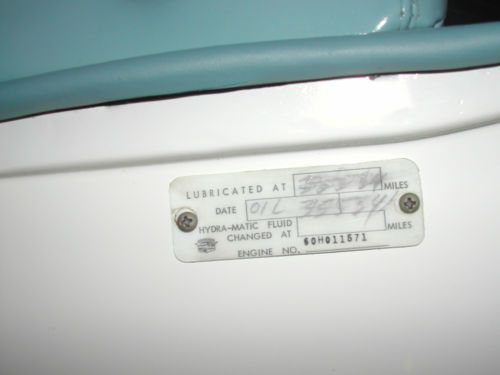 LUBRICATED AT MILES
DATE OIL
HYDRA-MATIC FLUID CHANGED AT MILES
60H011571
ENGINE NO.